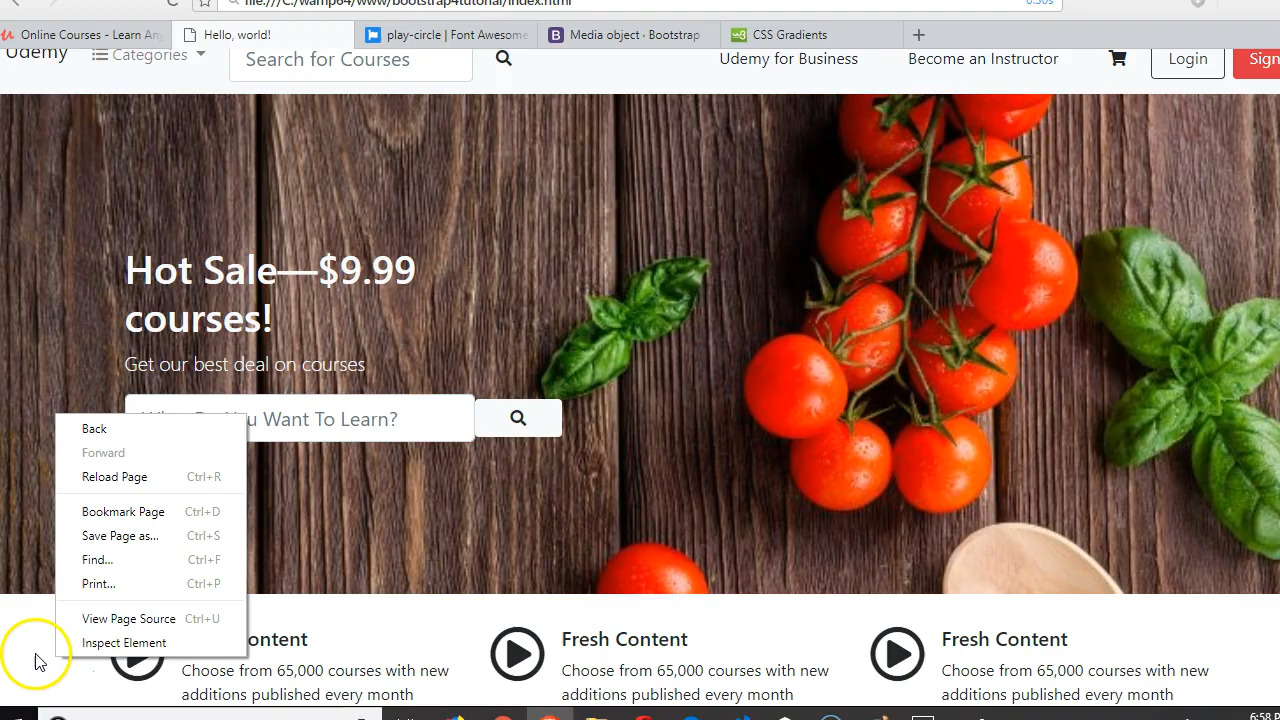 file:///C:/wamp64/www/bootstrap4tutorial/index.html
Online Courses - Learn An
Hello, world!
play-circle | Font Awesome
Media object · Bootstrap
CSS Gradients
Udemy
Categories
Search for Courses
Udemy for Business
Become an Instructor
Login
Sign
Hot Sale—$9.99
courses!
Get our best deal on courses
You Want To Learn?
Back
Forward
Reload Page Ctrl+R
Bookmark Page Ctrl+D
Save Page as... Ctrl+S
Find... Ctrl+F
Print... Ctrl+P
View Page Source Ctrl+U
Inspect Element
ontent
Choose from 65,000 courses with new
additions published every month
Fresh Content
Choose from 65,000 courses with new
additions published every month
Fresh Content
Choose from 65,000 courses with new
additions published every month
6:58